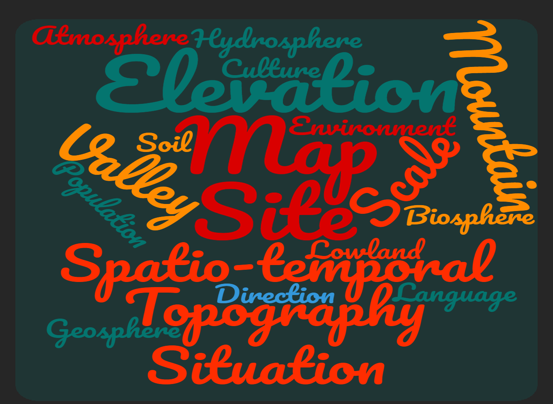 Atmosphere
Hydrosphere
Culture
Elevation
Mountain
Map
Environment
Soil
Valley
Scale
Population
Site
Biosphere
Lowland
Spatio-temporal
Direction
Language
Topography
Geosphere
Situation